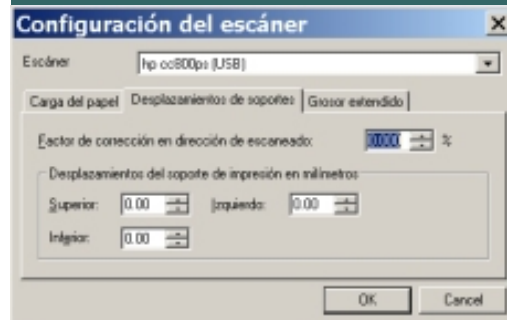 Configuración del escáner
Escáner hp cc800ps (USB)
Carga del papel Desplazamientos de soportes Grosor extendido
Factor de corrección en dirección de escaneado: 0.000 %
Desplazamientos del soporte de impresión en milímetros
Superior: 0.00 Izquierdo: 0.00
Inferior: 0.00
OK Cancel